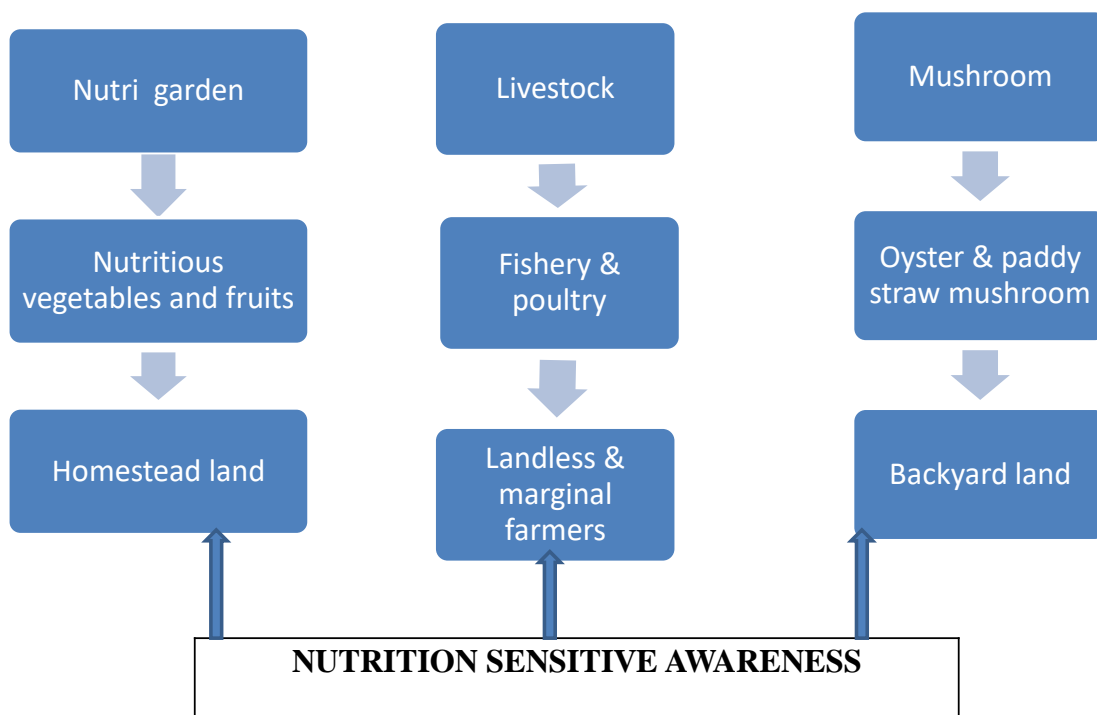 Nutri garden
Nutritious
vegetables and fruits
Homestead land
Livestock
Fishery &
poultry
Landless &
marginal
farmers
Mushroom
Oyster & paddy
straw mushroom
Backyard land
NUTRITION SENSITIVE AWARENESS